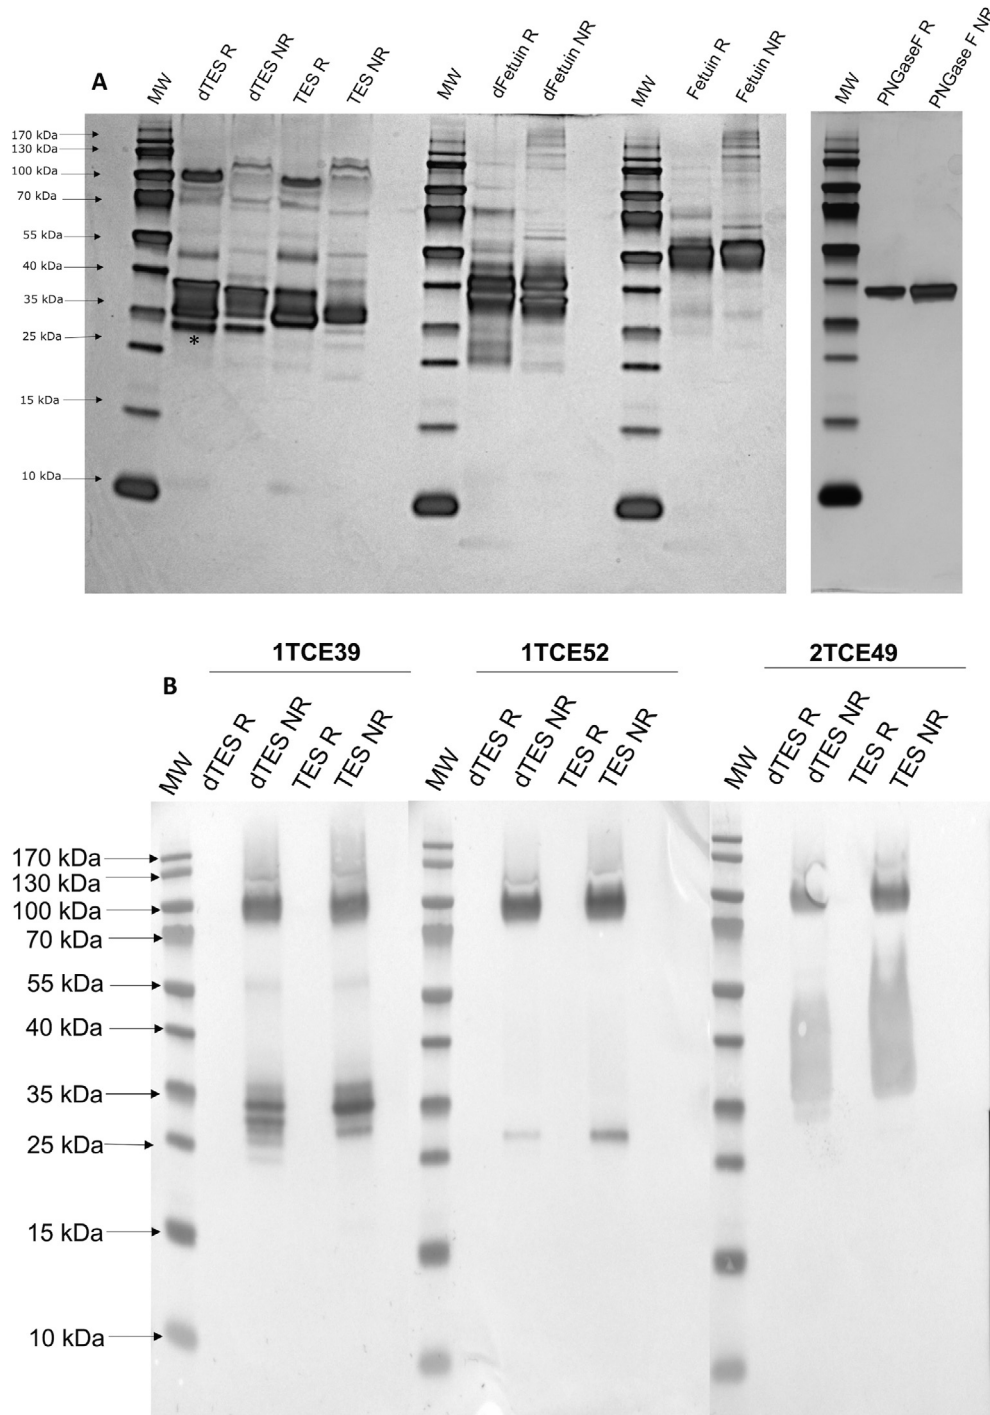 A
MW
dTES R
dTES NR
TES R
TES NR
MW
dFetuin R
dFetuin NR
MW
Fetuin R
Fetuin NR
MW
PNGaseF R
PNGase F NR
170 kDa
130 kDa
100 kDa
70 kDa
55 kDa
40 kDa
35 kDa
25 kDa
*
15 kDa
10 kDa
1TCE39
1TCE52
2TCE49
B
MW
dTES R
dTES NR
TES R
TES NR
MW
dTES R
dTES NR
TES R
TES NR
MW
dTES R
dTES NR
TES R
TES NR
170 kDa
130 kDa
100 kDa
70 kDa
55 kDa
40 kDa
35 kDa
25 kDa
15 kDa
10 kDa